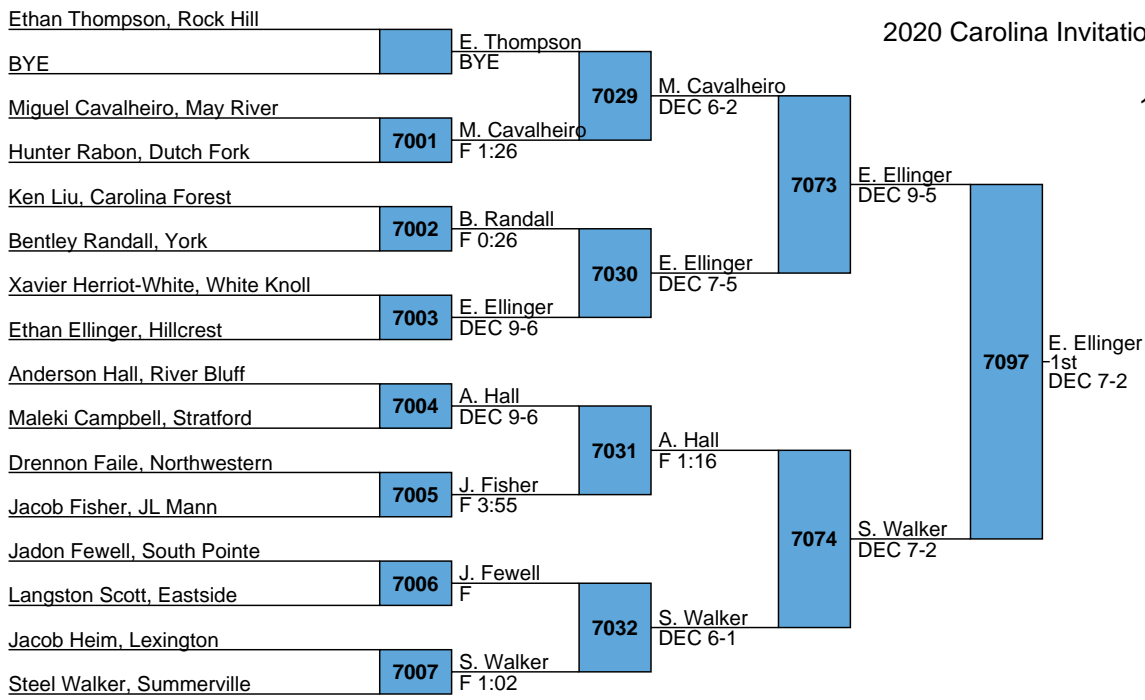 2020 Carolina Invitatio
Ethan Thompson, Rock Hill
BYE
E. Thompson
BYE
Miguel Cavalheiro, May River
Hunter Rabon, Dutch Fork
7001
M. Cavalheiro
F 1:26
7029
M. Cavalheiro
DEC 6-2
Ken Liu, Carolina Forest
Bentley Randall, York
7002
B. Randall
F 0:26
Xavier Herriot-White, White Knoll
Ethan Ellinger, Hillcrest
7003
E. Ellinger
DEC 9-6
7030
E. Ellinger
DEC 7-5
7073
E. Ellinger
DEC 9-5
Anderson Hall, River Bluff
Maleki Campbell, Stratford
7004
A. Hall
DEC 9-6
Drennon Faile, Northwestern
Jacob Fisher, JL Mann
7005
J. Fisher
F 3:55
7031
A. Hall
F 1:16
Jadon Fewell, South Pointe
Langston Scott, Eastside
7006
J. Fewell
F
Jacob Heim, Lexington
Steel Walker, Summerville
7007
S. Walker
F 1:02
7032
S. Walker
DEC 6-1
7074
S. Walker
DEC 7-2
7097
E. Ellinger
1st
DEC 7-2